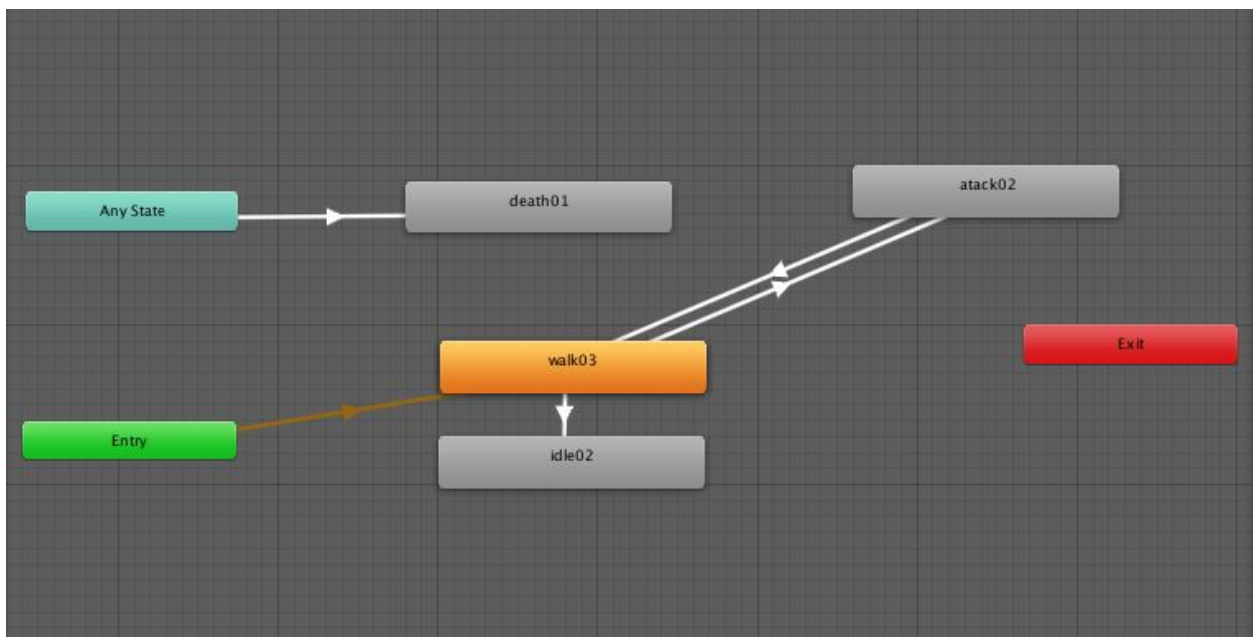 Any State
death01
atack02
walk03
Exit
Entry
idle02